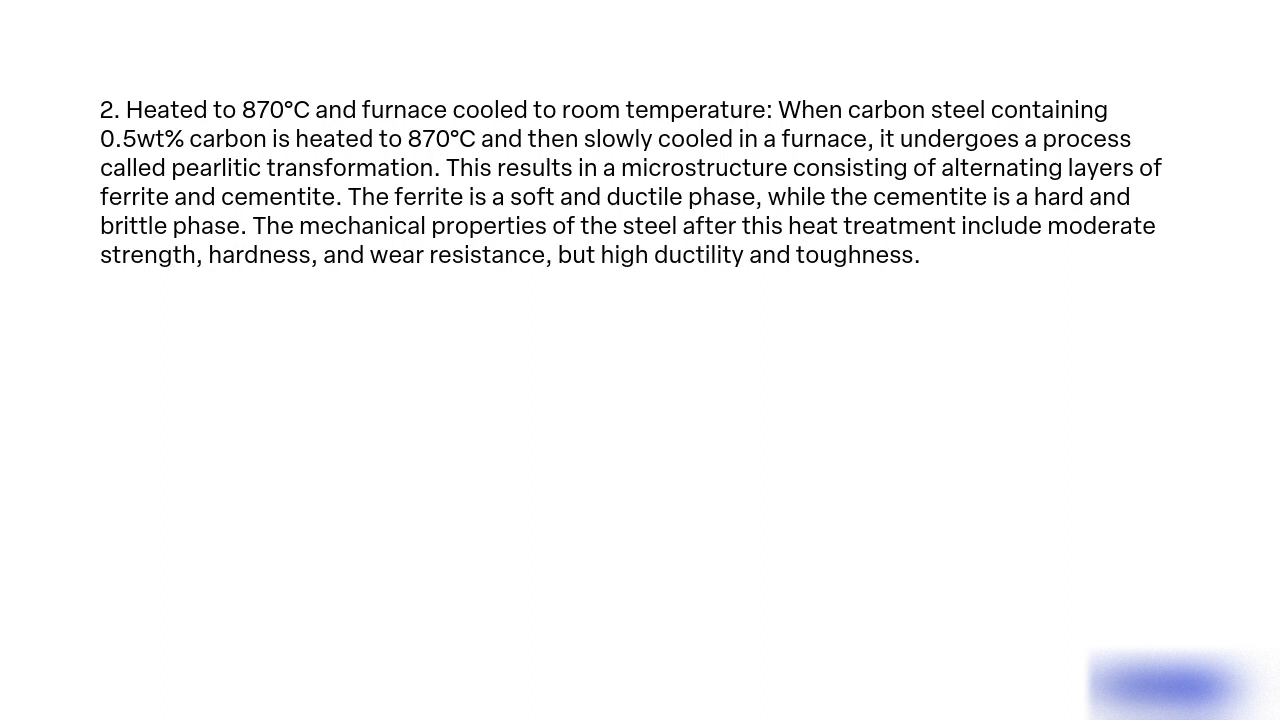 2. Heated to 870°C and furnace cooled to room temperature: When carbon steel containing
0.5wt% carbon is heated to 870°C and then slowly cooled in a furnace, it undergoes a process
called pearlitic transformation. This results in a microstructure consisting of alternating layers of
ferrite and cementite. The ferrite is a soft and ductile phase, while the cementite is a hard and
brittle phase. The mechanical properties of the steel after this heat treatment include moderate
strength, hardness, and wear resistance, but high ductility and toughness.